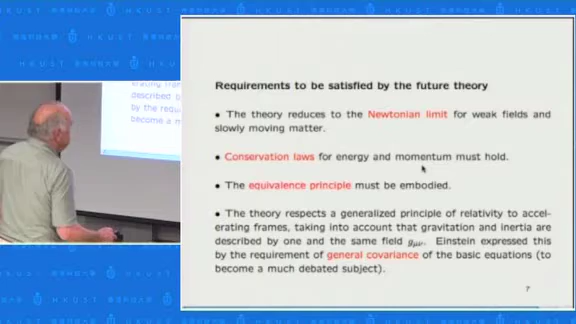 HKUST
Requirements to be satisfied by the future theory
• The theory reduces to the Newtonian limit for weak fields and
slowly moving matter.
• Conservation laws for energy and momentum must hold.
• The equivalence principle must be embodied.
• The theory respects a generalized principle of relativity to accel-
erating frames, taking into account that gravitation and inertia are
described by one and the same field gμν. Einstein expressed this
by the requirement of general covariance of the basic equations (to
become a much debated subject).
7
erating fram
described b
by the requi
become a m